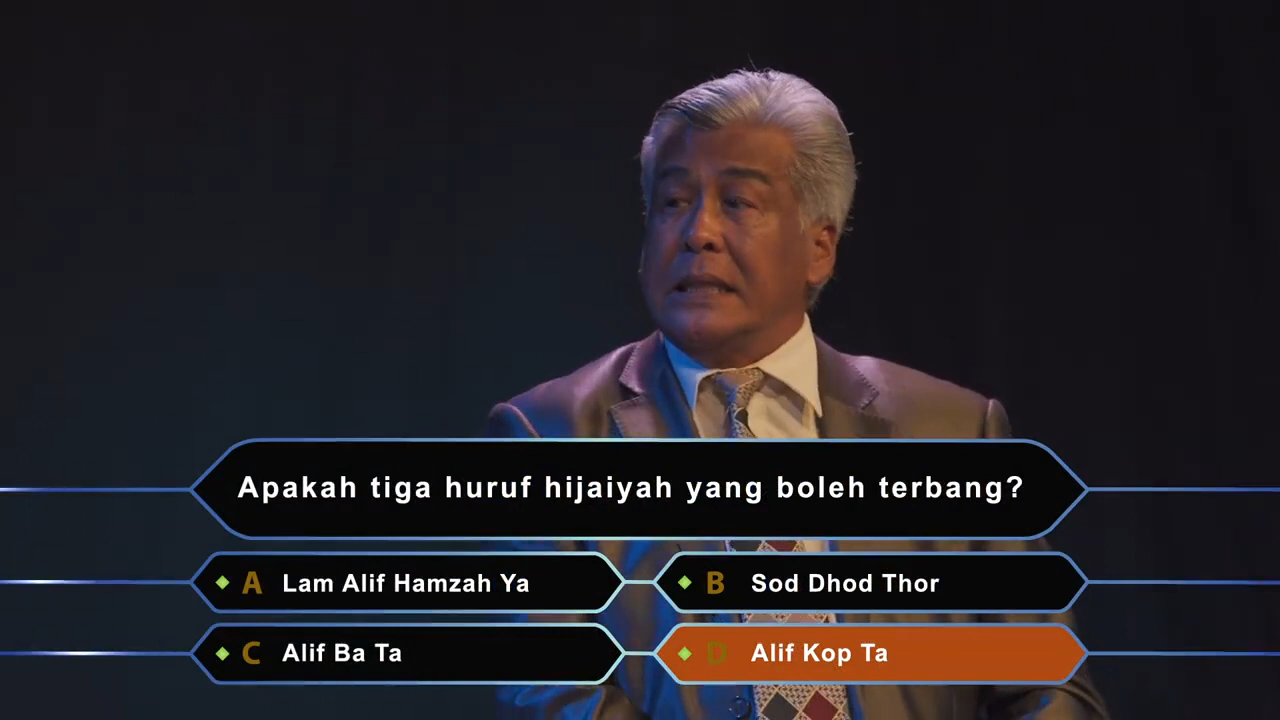 Apakah tiga huruf hijaiyah yang boleh terbang?
A Lam Alif Hamzah Ya
B Sod Dhod Thor
C Alif Ba Ta
D Alif Kop Ta